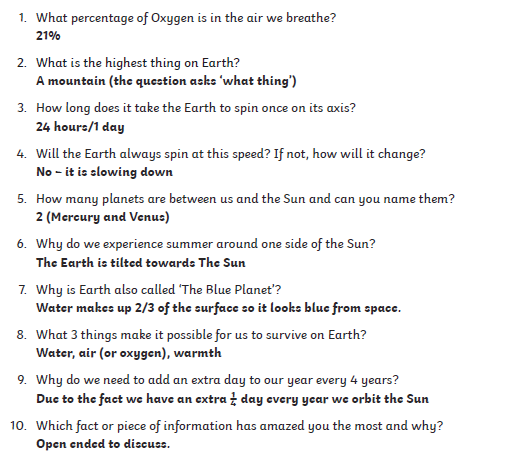 1. What percentage of Oxygen is in the air we breathe?
21%
2. What is the highest thing on Earth?
A mountain (the question asks ‘what thing’)
3. How long does it take the Earth to spin once on its axis?
24 hours/1 day
4. Will the Earth always spin at this speed? If not, how will it change?
No – it is slowing down
5. How many planets are between us and the Sun and can you name them?
2 (Mercury and Venus)
6. Why do we experience summer around one side of the Sun?
The Earth is tilted towards The Sun
7. Why is Earth also called ‘The Blue Planet’?
Water makes up 2/3 of the surface so it looks blue from space.
8. What 3 things make it possible for us to survive on Earth?
Water, air (or oxygen), warmth
9. Why do we need to add an extra day to our year every 4 years?
Due to the fact we have an extra ¼ day every year we orbit the Sun
10. Which fact or piece of information has amazed you the most and why?
Open ended to discuss.